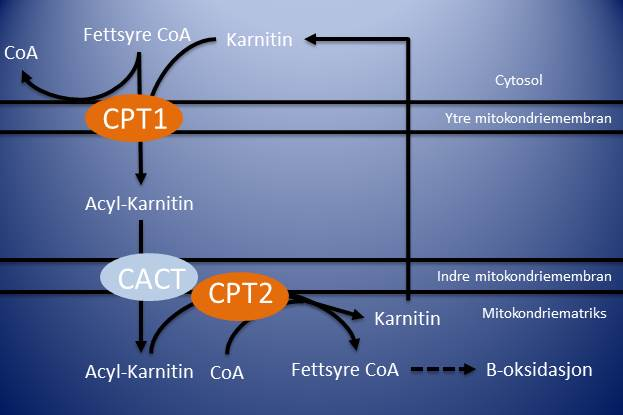 Fettsyre CoA
Karnitin
CoA
Cytosol
CPT1
Ytre mitokondriemembran
Acyl-Karnitin
CACT
Indre mitokondriemembran
CPT2
Mitokondriematriks
Karnitin
Acyl-Karnitin
CoA
Fettsyre CoA
B-oksidasjon